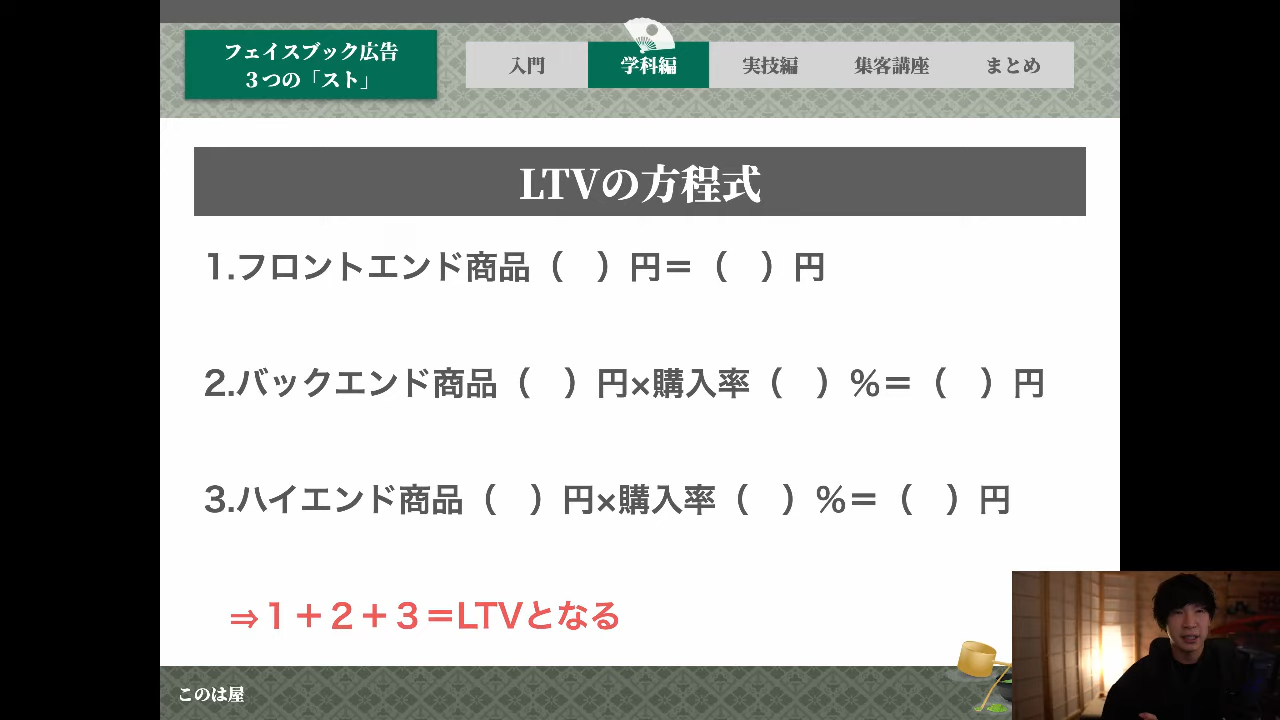 フェイスブック広告
3つの「スト」
入門
学科編
実技編
集客講座
まとめ
LTVの方程式
1.フロントエンド商品（　）円＝（　）円
2.バックエンド商品（　）円×購入率（　）％＝（　）円
3.ハイエンド商品（　）円×購入率（　）％＝（　）円
⇒１＋２＋３＝LTVとなる
このは屋